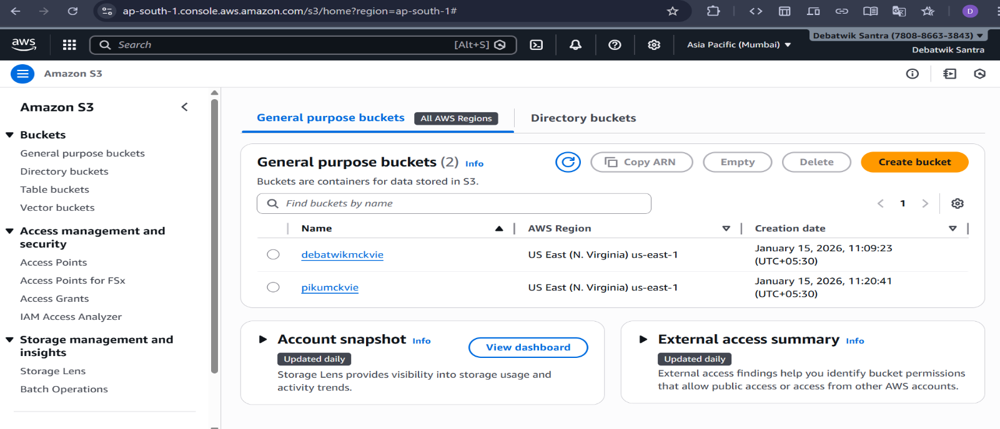 ap-south-1.console.aws.amazon.com/s3/home?region=ap-south-1#
D
aws
Search
[Alt+S]
Asia Pacific (Mumbai)
Debatwik Santra (7808-8663-3843)
Debatwik Santra
Amazon S3
Amazon S3
Buckets
General purpose buckets
Directory buckets
Table buckets
Vector buckets
Access management and
security
Access Points
Access Points for FSx
Access Grants
IAM Access Analyzer
Storage management and
insights
Storage Lens
Batch Operations
General purpose buckets All AWS Regions
Directory buckets
General purpose buckets (2) Info
Copy ARN
Empty
Delete
Create bucket
Buckets are containers for data stored in S3.
Find buckets by name
1
Name AWS Region Creation date
debatwikmckvie US East (N. Virginia) us-east-1 January 15, 2026, 11:09:23
(UTC+05:30)
pikumckvie US East (N. Virginia) us-east-1 January 15, 2026, 11:20:41
(UTC+05:30)
Account snapshot Info
Updated daily
View dashboard
Storage Lens provides visibility into storage usage and
activity trends.
External access summary Info
Updated daily
External access findings help you identify bucket permissions
that allow public access or access from other AWS accounts.